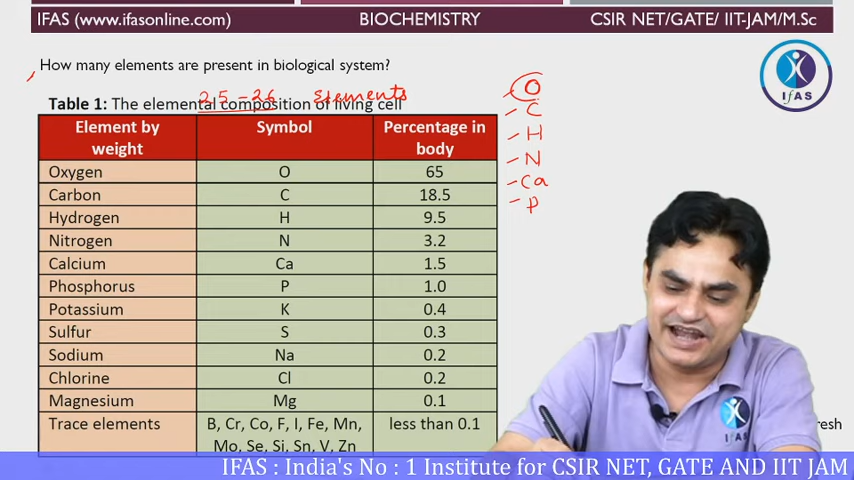 IFAS (www.ifasonline.com) BIOCHEMISTRY CSIR NET/GATE/ IIT-JAM/M.Sc
How many elements are present in biological system?
25-26 elements
Table 1: The elemental composition of living cell
Element by weight Symbol Percentage in body
Oxygen O 65
Carbon C 18.5
Hydrogen H 9.5
Nitrogen N 3.2
Calcium Ca 1.5
Phosphorus P 1.0
Potassium K 0.4
Sulfur S 0.3
Sodium Na 0.2
Chlorine Cl 0.2
Magnesium Mg 0.1
Trace elements B, Cr, Co, F, I, Fe, Mn, less than 0.1
Mo, Se, Si, Sn, V, Zn
O
C
H
N
Ca
P
IFAS
IFAS
resh
IFAS : India's No : 1 Institute for CSIR NET, GATE AND IIT JAM